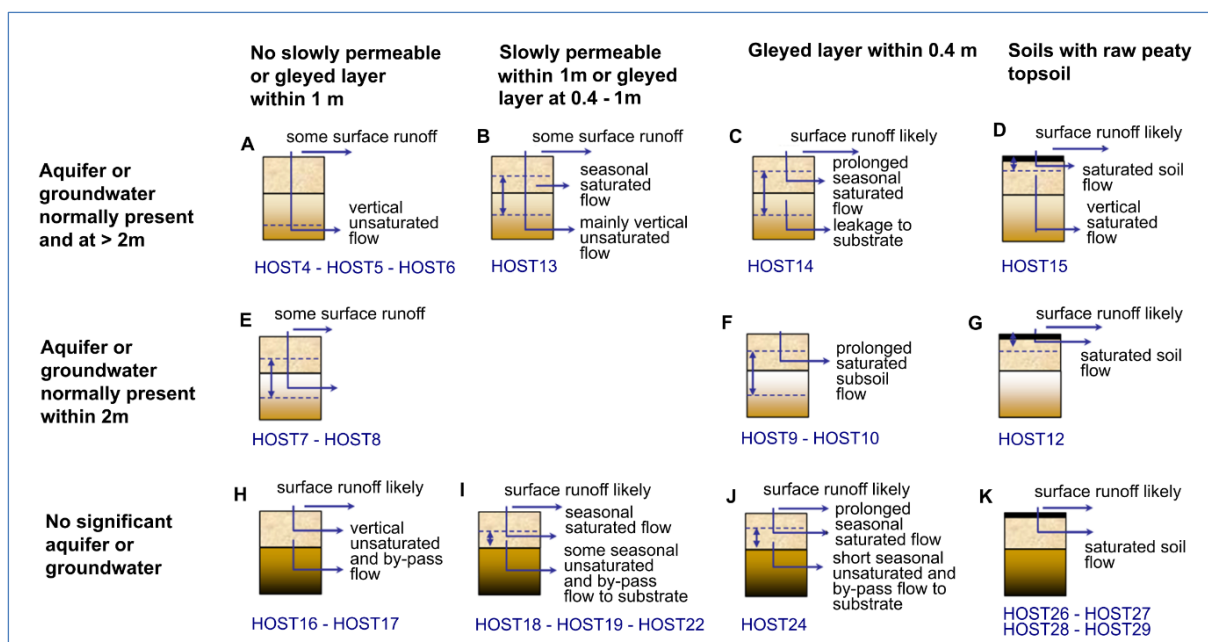 No slowly permeable
or gleyed layer
within 1 m
Slowly permeable
within 1m or gleyed
layer at 0.4 - 1m
Gleyed layer within 0.4 m
Soils with raw peaty
topsoil
Aquifer or
groundwater
normally present
and at > 2m
A
some surface runoff
vertical
unsaturated
flow
HOST4 - HOST5 - HOST6
B
some surface runoff
seasonal
saturated
flow
mainly vertical
unsaturated
flow
HOST13
C
surface runoff likely
prolonged
seasonal
saturated
flow
leakage to
substrate
HOST14
D
surface runoff likely
saturated soil
flow
vertical
saturated
flow
HOST15
Aquifer or
groundwater
normally present
within 2m
E
some surface runoff
HOST7 - HOST8
F
prolonged
saturated
subsoil
flow
HOST9 - HOST10
G
surface runoff likely
saturated soil
flow
HOST12
No significant
aquifer or
groundwater
H
surface runoff likely
vertical
unsaturated
and by-pass
flow
HOST16 - HOST17
I
surface runoff likely
seasonal
saturated flow
some seasonal
unsaturated
and by-pass
flow to substrate
HOST18 - HOST19 - HOST22
J
surface runoff likely
prolonged
seasonal
saturated flow
short seasonal
unsaturated and
by-pass flow to
substrate
HOST24
K
surface runoff likely
saturated soil
flow
HOST26 - HOST27
HOST28 - HOST29